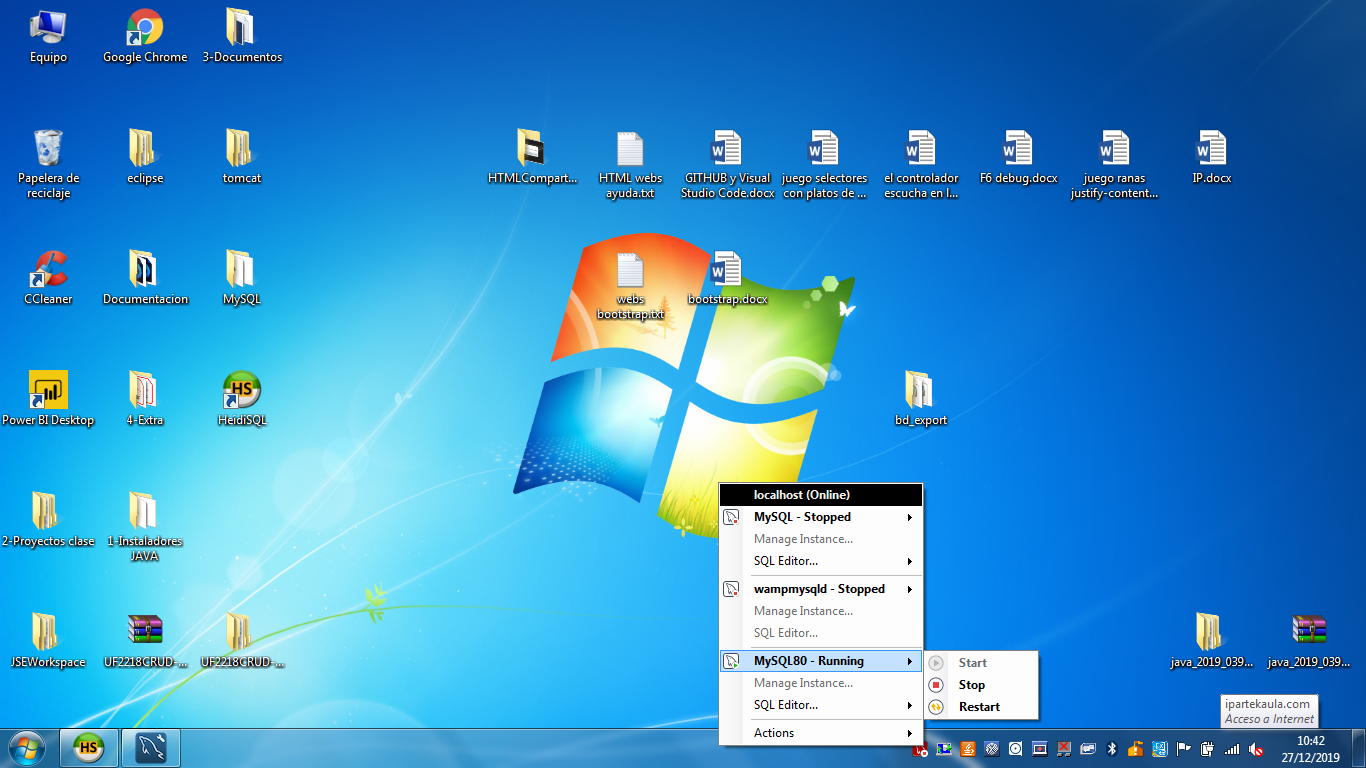 Equipo
Google Chrome
3-Documentos
Papelera de
reciclaje
eclipse
tomcat
HTMLCompart...
HTML webs
ayuda.txt
GITHUB y Visual
Studio Code.docx
juego selectores
con platos de ...
el controlador
escucha en l...
F6 debug.docx
juego ranas
justify-content...
IP.docx
CCleaner
Documentacion
MySQL
webs
bootstrap.txt
bootstrap.docx
Power BI Desktop
4-Extra
HS
HeidiSQL
bd_export
2-Proyectos clase
1-Instaladores
JAVA
JSEWorkspace
UF2218CRUD-...
UF2218CRUD-...
java_2019_039...
java_2019_039...
localhost (Online)
MySQL - Stopped
Manage Instance...
SQL Editor...
wampmysqld - Stopped
Manage Instance...
SQL Editor...
MySQL80 - Running
Manage Instance...
SQL Editor...
Actions
Start
Stop
Restart
ipartekaula.com
Acceso a Internet
HS
10:42
27/12/2019